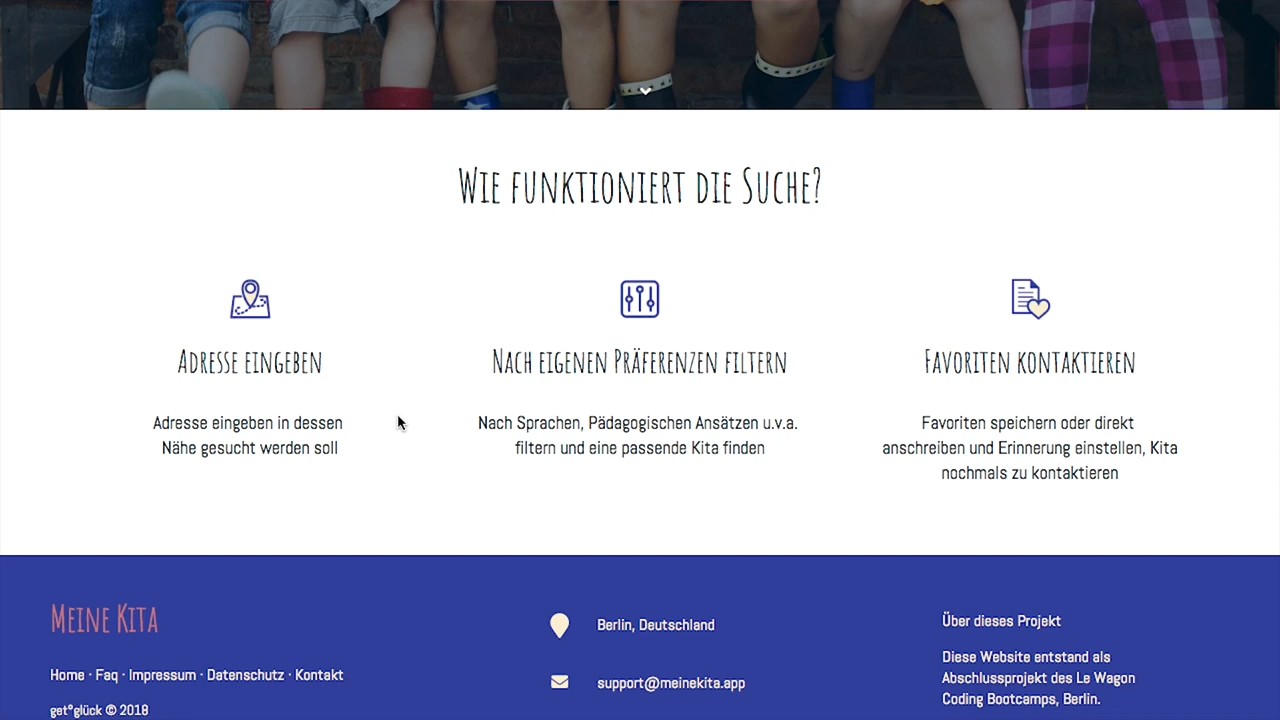 Wie funktioniert die Suche?
Adresse eingeben
Adresse eingeben in dessen
Nähe gesucht werden soll
Nach eigenen Präferenzen filtern
Nach Sprachen, Pädagogischen Ansätzen u.v.a.
filtern und eine passende Kita finden
Favoriten kontaktieren
Favoriten speichern oder direkt
anschreiben und Erinnerung einstellen, Kita
nochmals zu kontaktieren
Meine Kita
Home · Faq · Impressum · Datenschutz · Kontakt
get°glück © 2018
Berlin, Deutschland
support@meinekita.app
Über dieses Projekt
Diese Website entstand als
Abschlussprojekt des Le Wagon
Coding Bootcamps, Berlin.